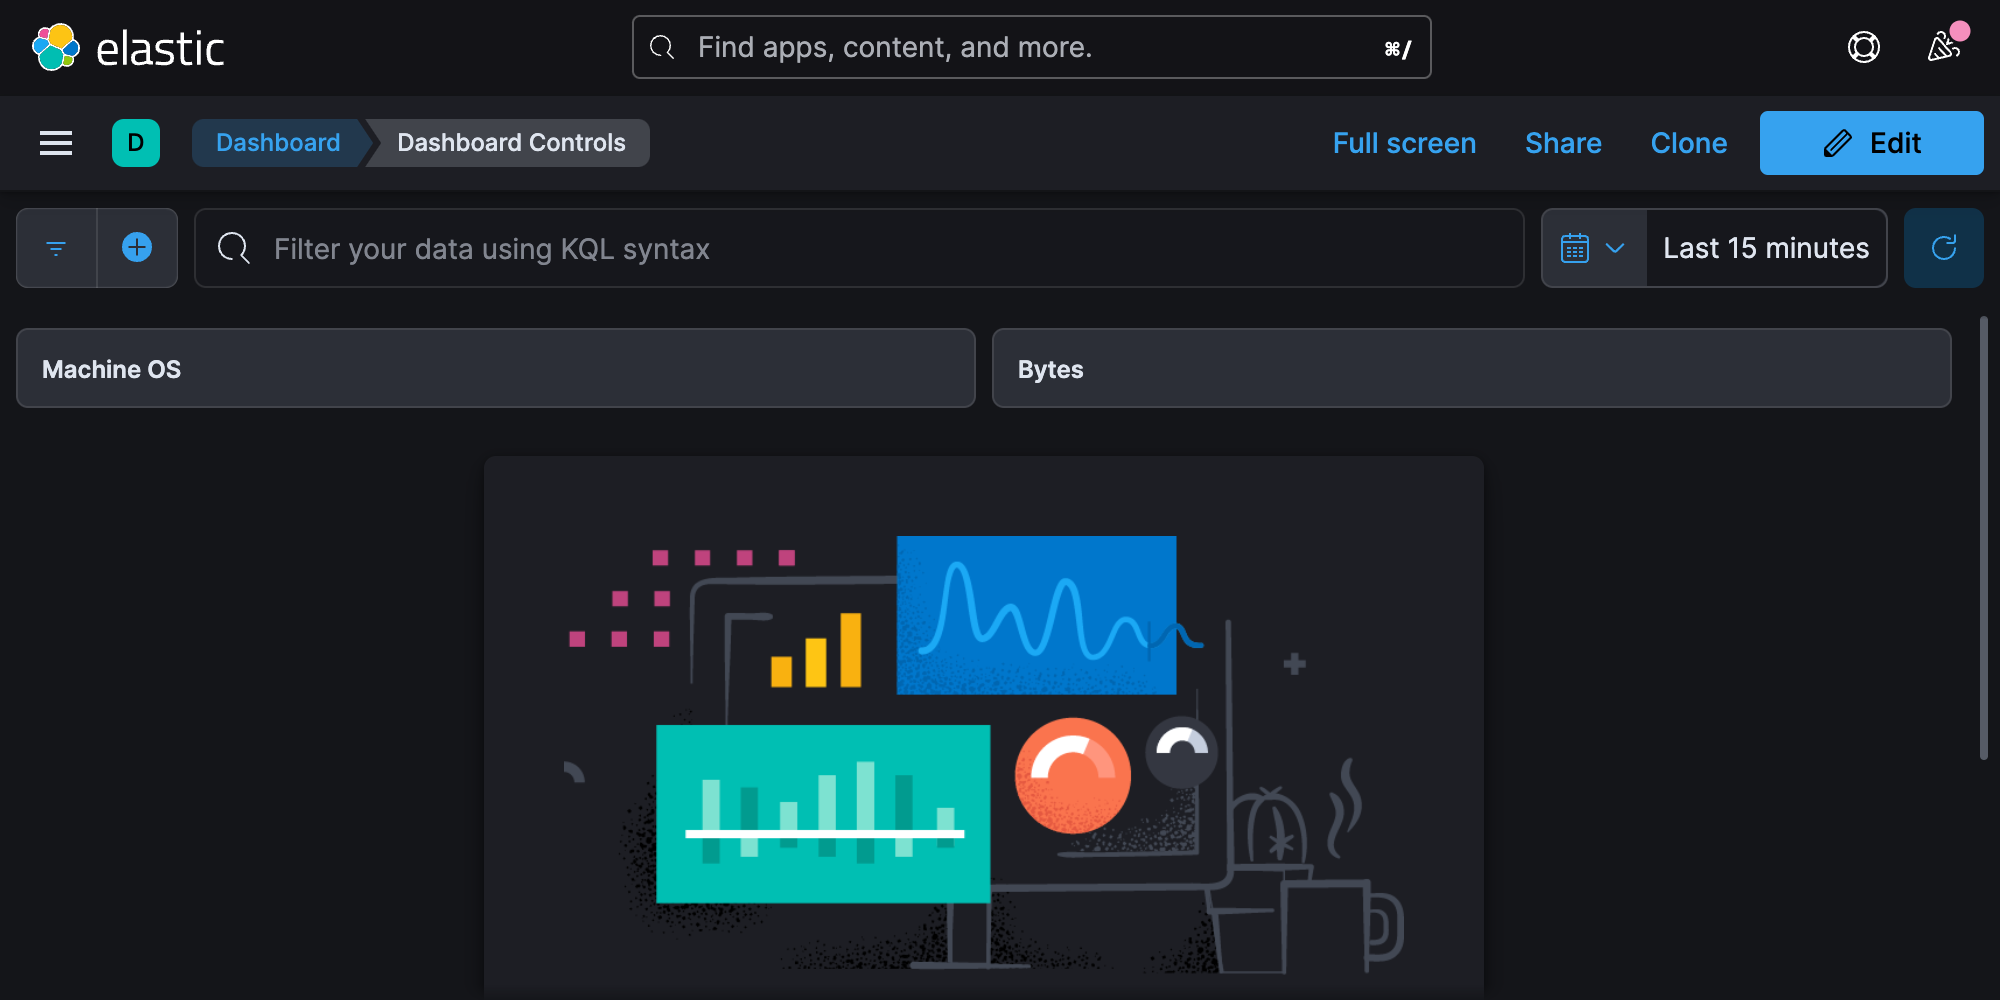 elastic
Find apps, content, and more.
⌘/
D
Dashboard
Dashboard Controls
Full screen
Share
Clone
Edit
Filter your data using KQL syntax
Last 15 minutes
Machine OS
Bytes